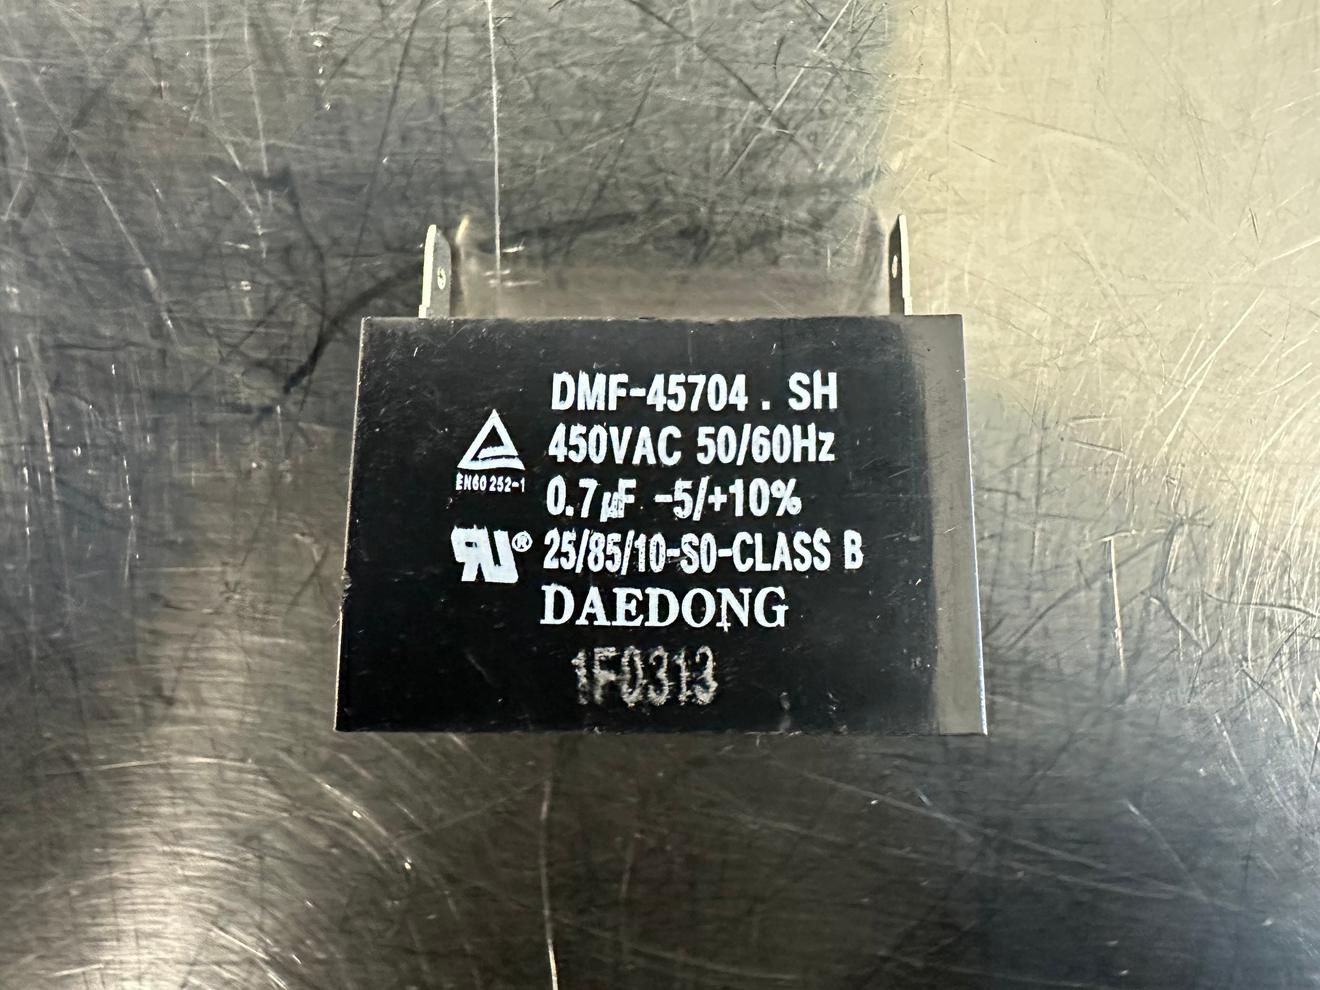 DMF-45704 . SH
450VAC 50/60Hz
EN60 252-1
0.7µF -5/+10%
RU® 25/85/10-S0-CLASS B
DAEDONG
1F0313